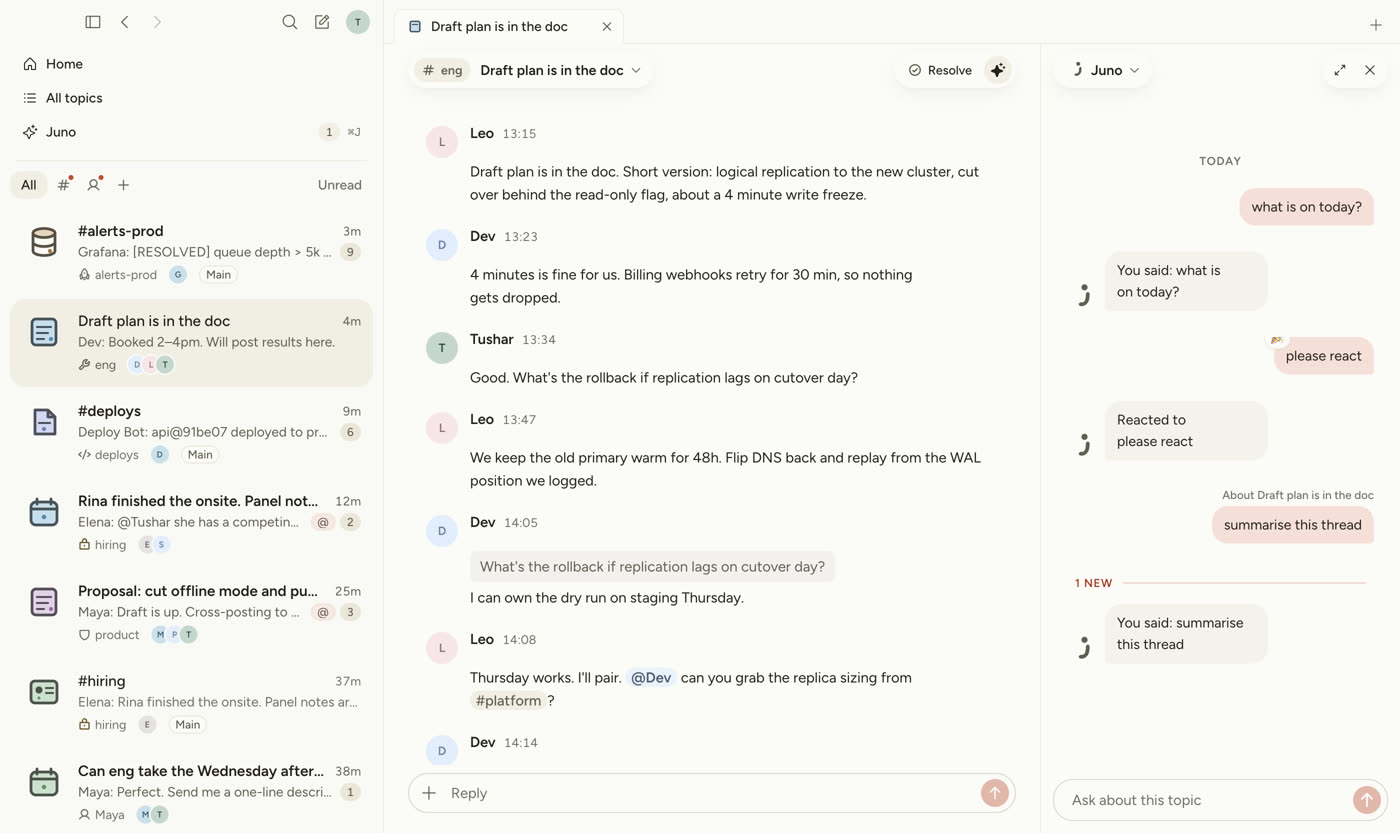 T
Home
All topics
Juno
1 ⌘J
All
Unread
#alerts-prod 3m
Grafana: [RESOLVED] queue depth > 5k ... 9
alerts-prod G Main
Draft plan is in the doc 4m
Dev: Booked 2–4pm. Will post results here.
eng D L T
#deploys 9m
Deploy Bot: api@91be07 deployed to pr... 6
deploys D Main
Rina finished the onsite. Panel not... 12m
Elena: @Tushar she has a competin... @ 2
hiring E S
Proposal: cut offline mode and pu... 25m
Maya: Draft is up. Cross-posting to ... @ 3
product M P T
#hiring 37m
Elena: Rina finished the onsite. Panel notes ar...
hiring E Main
Can eng take the Wednesday after... 38m
Maya: Perfect. Send me a one-line descri... 1
Maya M T
Draft plan is in the doc
# eng Draft plan is in the doc
Resolve
L Leo 13:15
Draft plan is in the doc. Short version: logical replication to the new cluster, cut
over behind the read-only flag, about a 4 minute write freeze.
D Dev 13:23
4 minutes is fine for us. Billing webhooks retry for 30 min, so nothing
gets dropped.
T Tushar 13:34
Good. What's the rollback if replication lags on cutover day?
L Leo 13:47
We keep the old primary warm for 48h. Flip DNS back and replay from the WAL
position we logged.
D Dev 14:05
What's the rollback if replication lags on cutover day?
I can own the dry run on staging Thursday.
L Leo 14:08
Thursday works. I'll pair. @Dev can you grab the replica sizing from
#platform ?
D Dev 14:14
Reply
Juno
TODAY
what is on today?
You said: what is
on today?
please react
Reacted to
please react
About Draft plan is in the doc
summarise this thread
1 NEW
You said: summarise
this thread
Ask about this topic